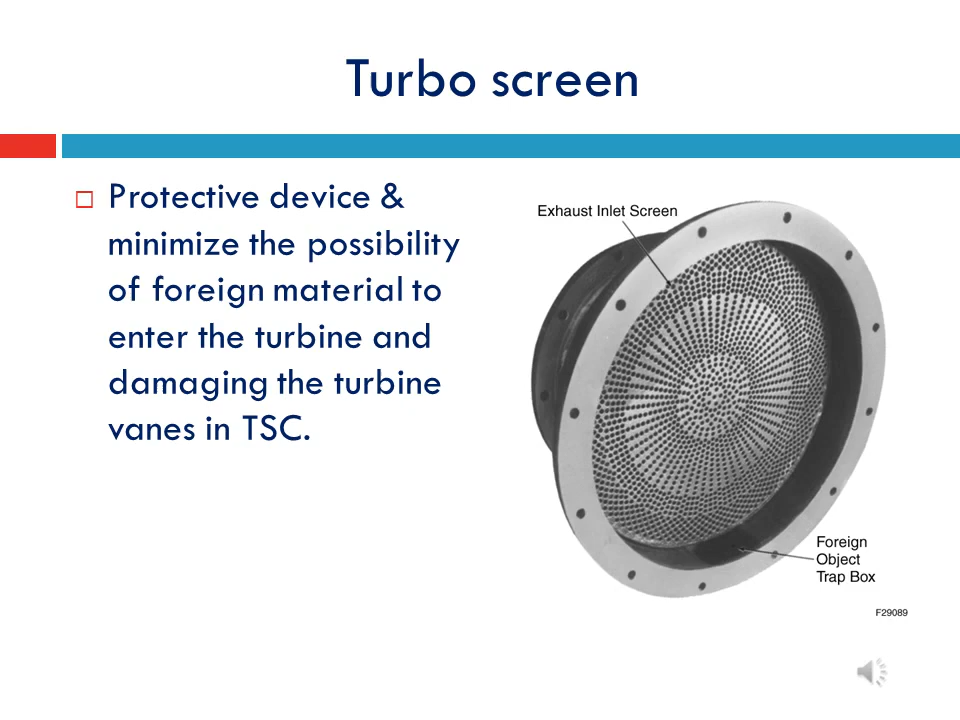 Turbo screen
Protective device &
minimize the possibility
of foreign material to
enter the turbine and
damaging the turbine
vanes in TSC.
Exhaust Inlet Screen
Foreign
Object
Trap Box
F29089